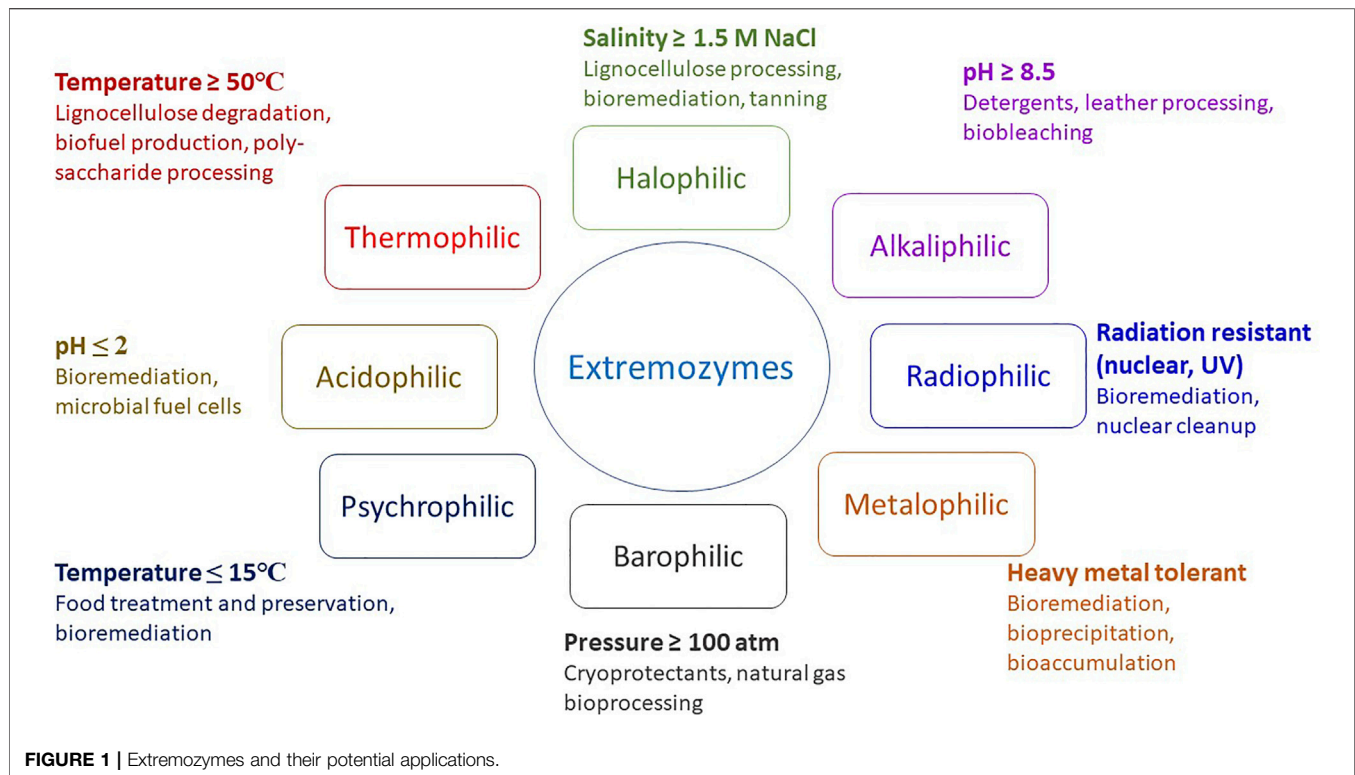 Salinity ≥ 1.5 M NaCl
Lignocellulose processing,
bioremediation, tanning
Halophilic
Temperature ≥ 50°C
Lignocellulose degradation,
biofuel production, poly-
saccharide processing
Thermophilic
pH ≥ 8.5
Detergents, leather processing,
biobleaching
Alkaliphilic
pH ≤ 2
Bioremediation,
microbial fuel cells
Acidophilic
Extremozymes
Radiophilic
Radiation resistant
(nuclear, UV)
Bioremediation,
nuclear cleanup
Psychrophilic
Temperature ≤ 15°C
Food treatment and preservation,
bioremediation
Barophilic
Pressure ≥ 100 atm
Cryoprotectants, natural gas
bioprocessing
Metalophilic
Heavy metal tolerant
Bioremediation,
bioprecipitation,
bioaccumulation
FIGURE 1 | Extremozymes and their potential applications.